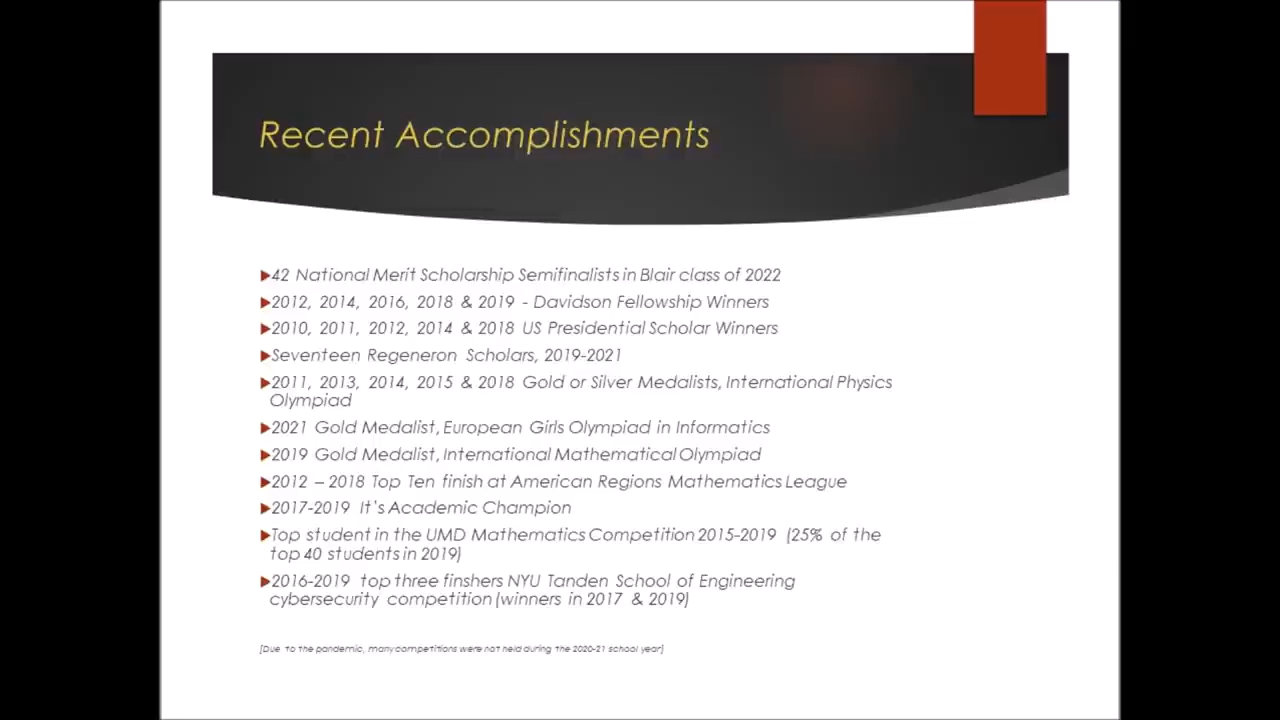 Recent Accomplishments
42 National Merit Scholarship Semifinalists in Blair class of 2022
2012, 2014, 2016, 2018 & 2019 - Davidson Fellowship Winners
2010, 2011, 2012, 2014 & 2018 US Presidential Scholar Winners
Seventeen Regeneron Scholars, 2019-2021
2011, 2013, 2014, 2015 & 2018 Gold or Silver Medalists, International Physics
Olympiad
2021 Gold Medalist, European Girls Olympiad in Informatics
2019 Gold Medalist, International Mathematical Olympiad
2012 – 2018 Top Ten finish at American Regions Mathematics League
2017-2019 It's Academic Champion
Top student in the UMD Mathematics Competition 2015-2019 (25% of the
top 40 students in 2019)
2016-2019 top three finshers NYU Tanden School of Engineering
cybersecurity competition (winners in 2017 & 2019)
[Due to the pandemic, many competitions were not held during the 2020-21 school year]